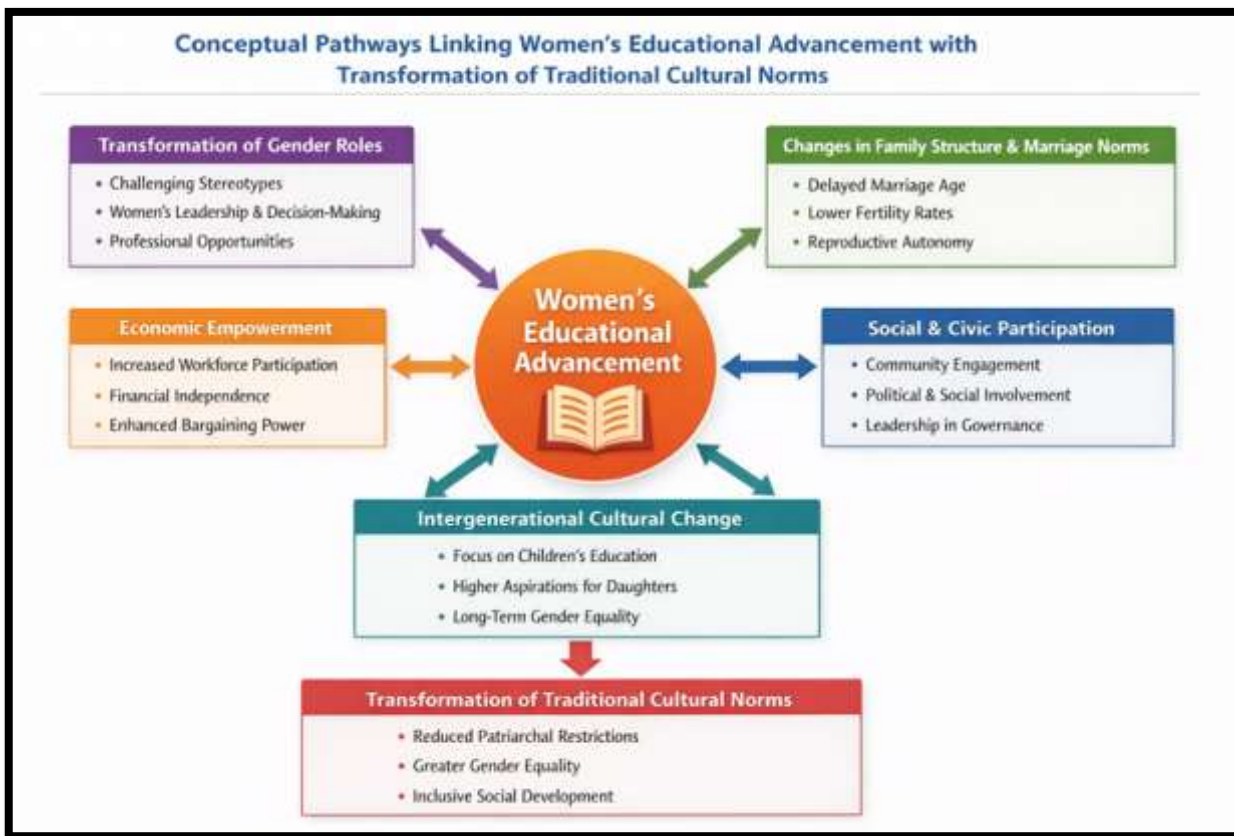 Conceptual Pathways Linking Women's Educational Advancement with
Transformation of Traditional Cultural Norms
Transformation of Gender Roles
• Challenging Stereotypes
• Women's Leadership & Decision-Making
• Professional Opportunities
Changes in Family Structure & Marriage Norms
• Delayed Marriage Age
• Lower Fertility Rates
• Reproductive Autonomy
Women's
Educational
Advancement
Economic Empowerment
• Increased Workforce Participation
• Financial Independence
• Enhanced Bargaining Power
Social & Civic Participation
• Community Engagement
• Political & Social Involvement
• Leadership in Governance
Intergenerational Cultural Change
• Focus on Children's Education
• Higher Aspirations for Daughters
• Long-Term Gender Equality
Transformation of Traditional Cultural Norms
• Reduced Patriarchal Restrictions
• Greater Gender Equality
• Inclusive Social Development